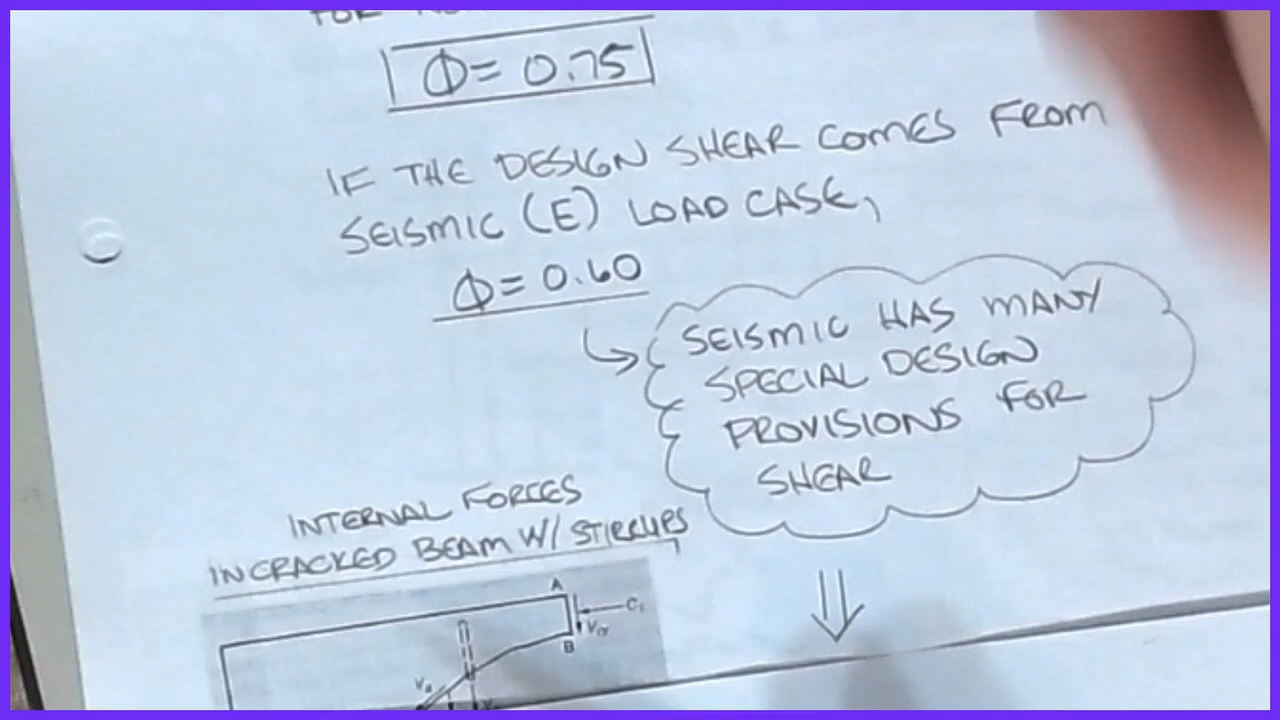 Φ = 0.75
IF THE DESIGN SHEAR COMES FROM
SEISMIC (E) LOAD CASE,
Φ = 0.60
SEISMIC HAS MANY
SPECIAL DESIGN
PROVISIONS FOR
SHEAR
INTERNAL FORCES
IN CRACKED BEAM W/ STIRRUPS
A
B